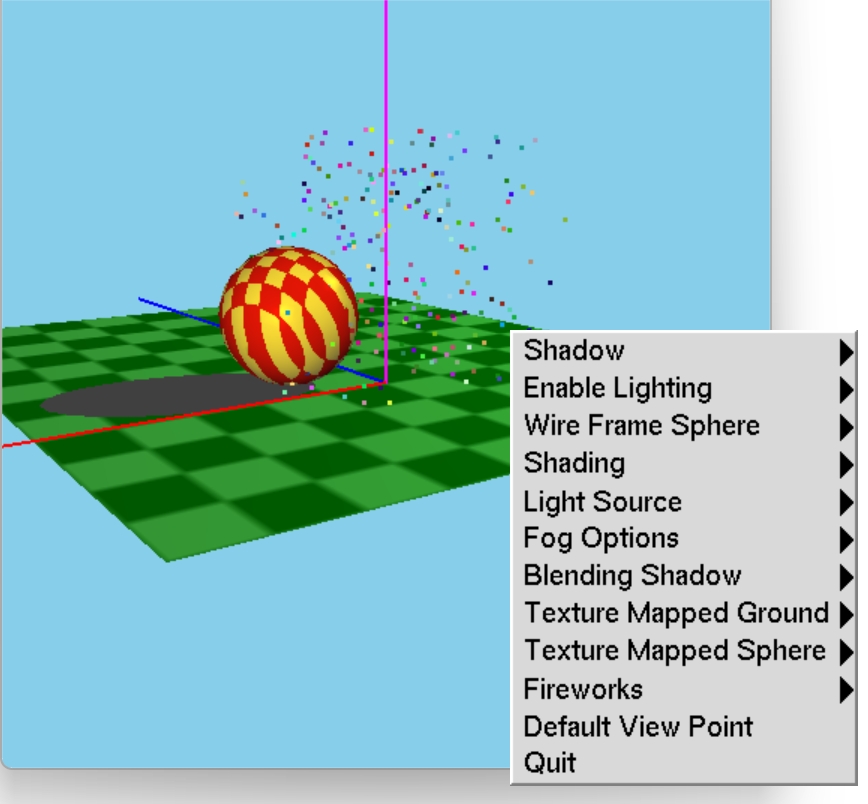 Shadow
Enable Lighting
Wire Frame Sphere
Shading
Light Source
Fog Options
Blending Shadow
Texture Mapped Ground
Texture Mapped Sphere
Fireworks
Default View Point
Quit